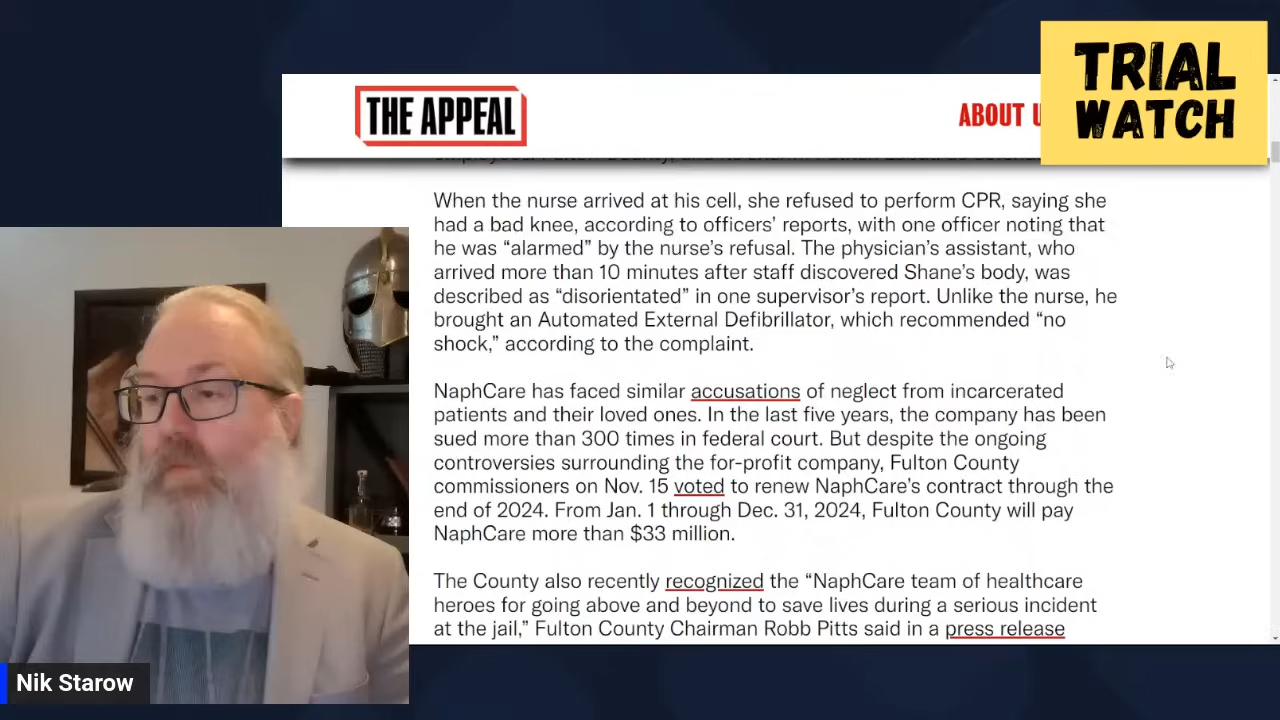 TRIAL
WATCH
THE APPEAL
ABOUT U
When the nurse arrived at his cell, she refused to perform CPR, saying she
had a bad knee, according to officers’ reports, with one officer noting that
he was “alarmed” by the nurse’s refusal. The physician’s assistant, who
arrived more than 10 minutes after staff discovered Shane’s body, was
described as “disorientated” in one supervisor’s report. Unlike the nurse, he
brought an Automated External Defibrillator, which recommended “no
shock,” according to the complaint.
NaphCare has faced similar accusations of neglect from incarcerated
patients and their loved ones. In the last five years, the company has been
sued more than 300 times in federal court. But despite the ongoing
controversies surrounding the for-profit company, Fulton County
commissioners on Nov. 15 voted to renew NaphCare’s contract through the
end of 2024. From Jan. 1 through Dec. 31, 2024, Fulton County will pay
NaphCare more than $33 million.
The County also recently recognized the “NaphCare team of healthcare
heroes for going above and beyond to save lives during a serious incident
at the jail,” Fulton County Chairman Robb Pitts said in a press release
Nik Starow